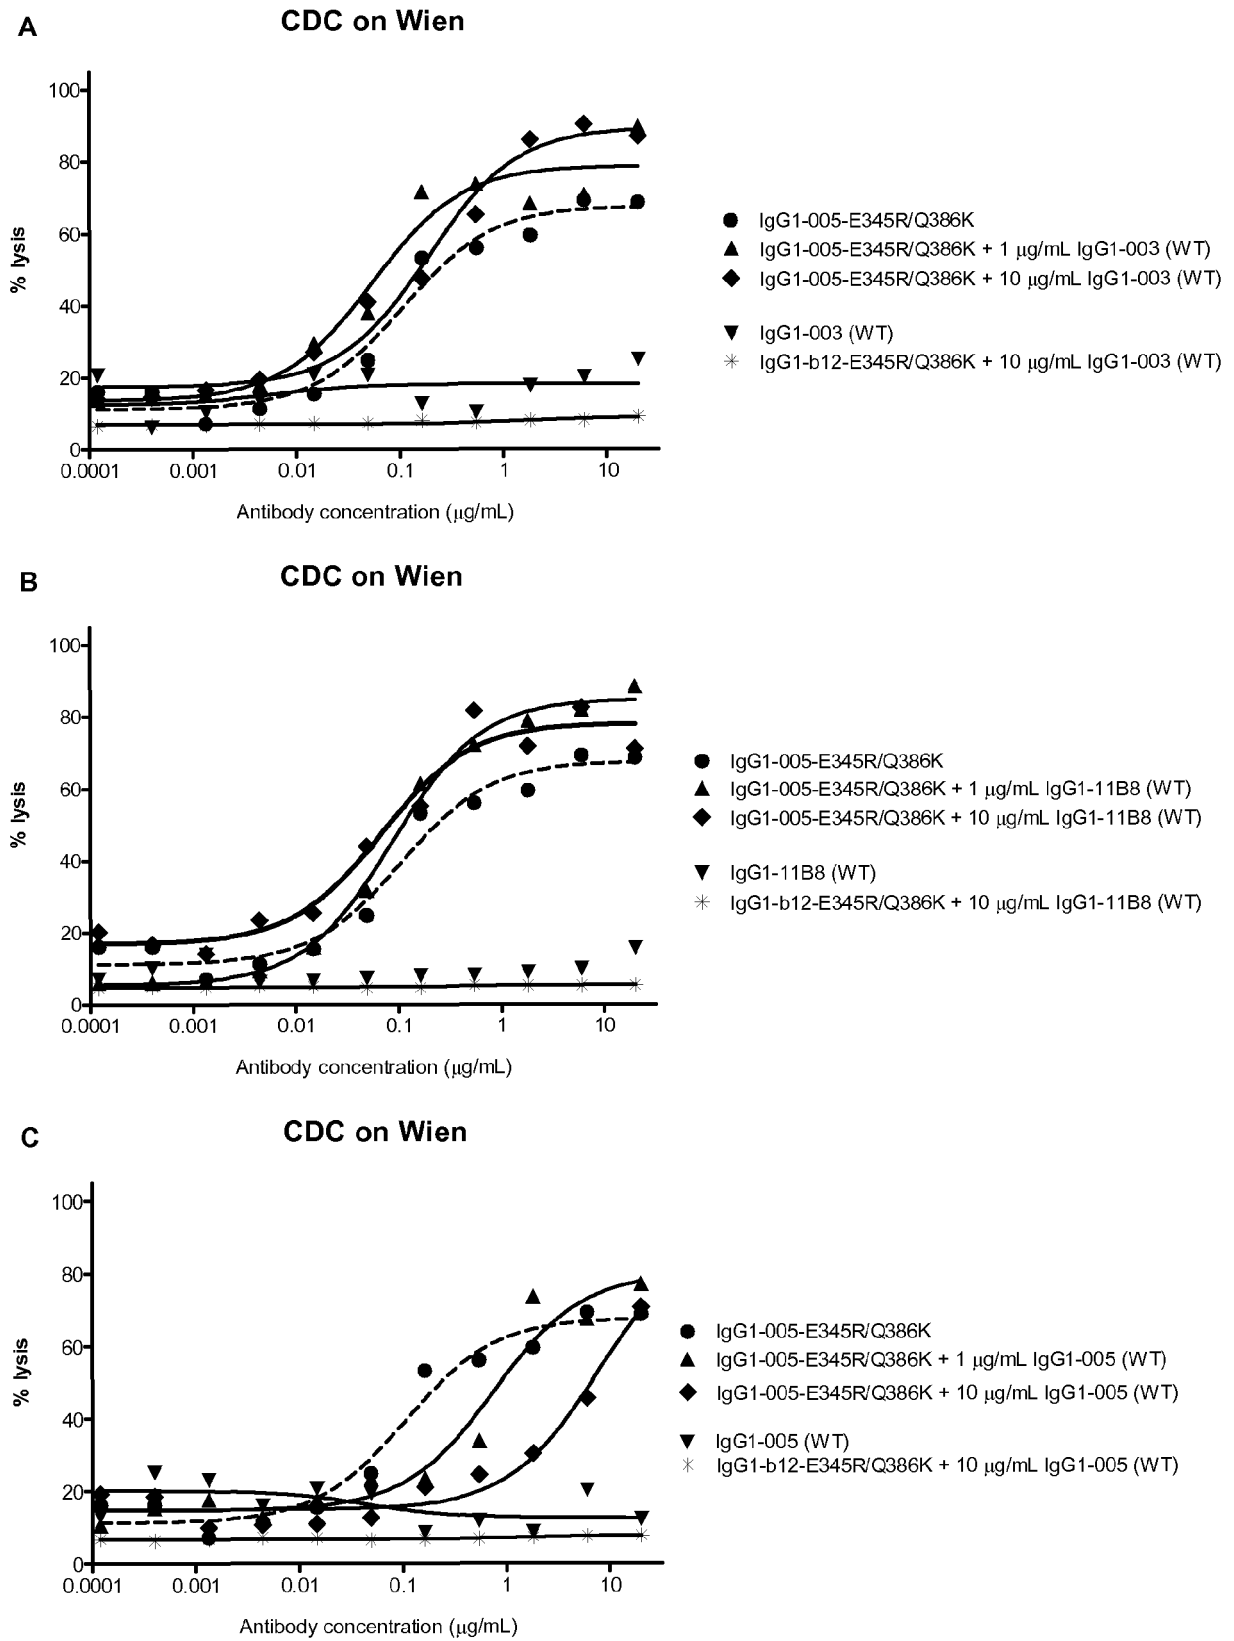 A
CDC on Wien
100
80
60
40
20
0
% lysis
0.0001 0.001 0.01 0.1 1 10
Antibody concentration (μg/mL)
IgG1-005-E345R/Q386K
IgG1-005-E345R/Q386K + 1 μg/mL IgG1-003 (WT)
IgG1-005-E345R/Q386K + 10 μg/mL IgG1-003 (WT)
IgG1-003 (WT)
IgG1-b12-E345R/Q386K + 10 μg/mL IgG1-003 (WT)
B
CDC on Wien
100
80
60
40
20
0
% lysis
0.0001 0.001 0.01 0.1 1 10
Antibody concentration (μg/mL)
IgG1-005-E345R/Q386K
IgG1-005-E345R/Q386K + 1 μg/mL IgG1-11B8 (WT)
IgG1-005-E345R/Q386K + 10 μg/mL IgG1-11B8 (WT)
IgG1-11B8 (WT)
IgG1-b12-E345R/Q386K + 10 μg/mL IgG1-11B8 (WT)
C
CDC on Wien
100
80
60
40
20
0
% lysis
0.0001 0.001 0.01 0.1 1 10
Antibody concentration (μg/mL)
IgG1-005-E345R/Q386K
IgG1-005-E345R/Q386K + 1 μg/mL IgG1-005 (WT)
IgG1-005-E345R/Q386K + 10 μg/mL IgG1-005 (WT)
IgG1-005 (WT)
IgG1-b12-E345R/Q386K + 10 μg/mL IgG1-005 (WT)